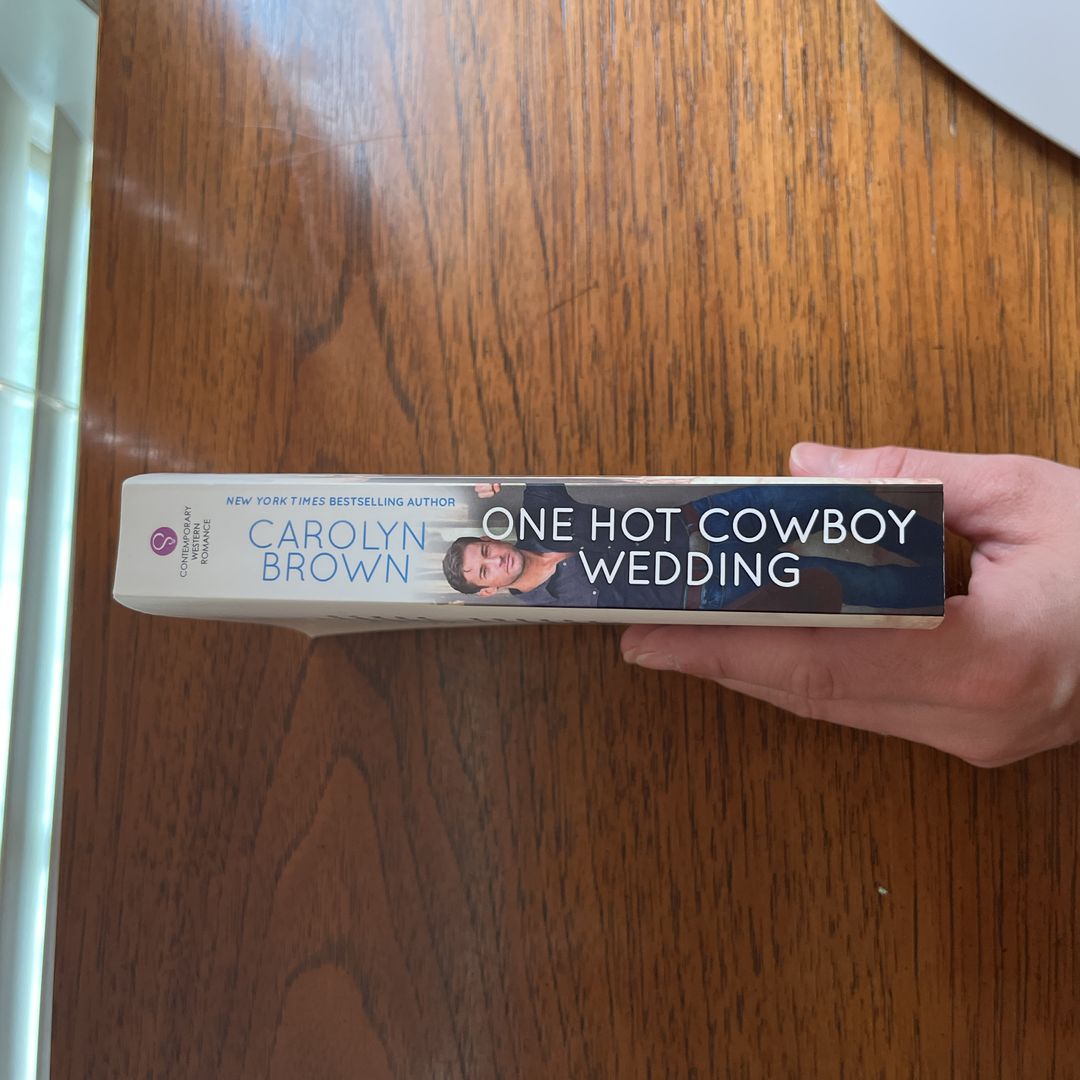 CONTEMPORARY
WESTERN
ROMANCE
NEW YORK TIMES BESTSELLING AUTHOR
CAROLYN
BROWN
ONE HOT COWBOY
WEDDING